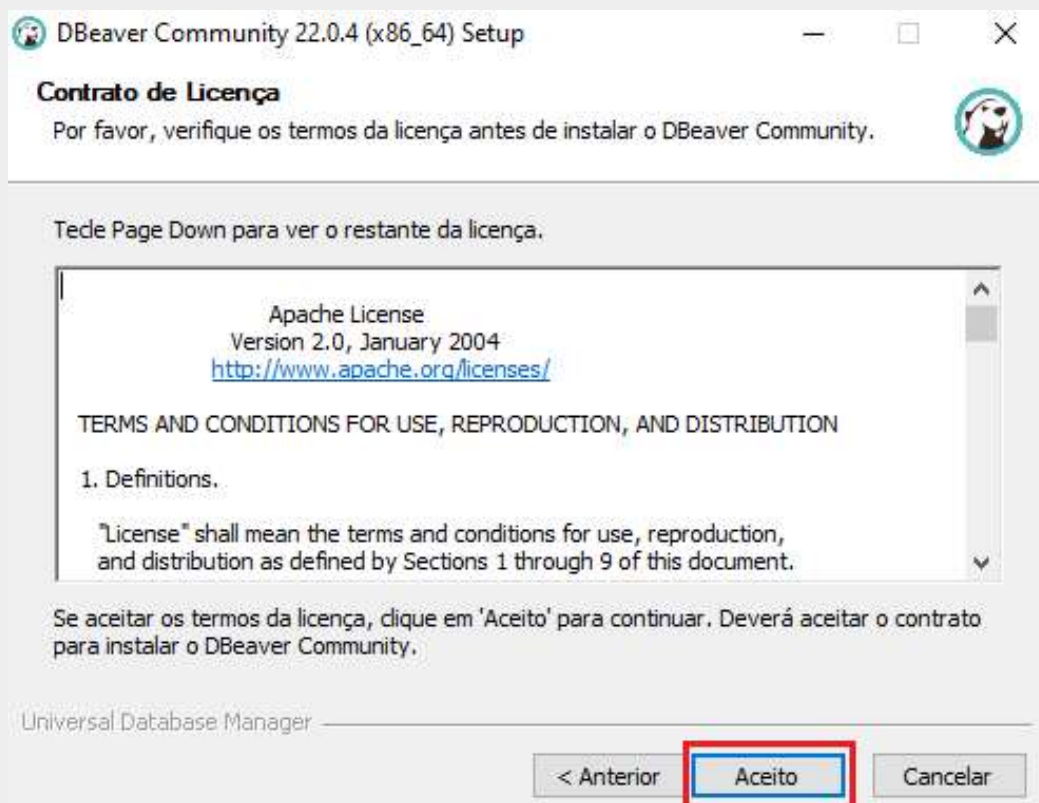 DBeaver Community 22.0.4 (x86_64) Setup
Contrato de Licença
Por favor, verifique os termos da licença antes de instalar o DBeaver Community.
Tecle Page Down para ver o restante da licença.
Apache License
Version 2.0, January 2004
http://www.apache.org/licenses/
TERMS AND CONDITIONS FOR USE, REPRODUCTION, AND DISTRIBUTION
1. Definitions.
"License" shall mean the terms and conditions for use, reproduction,
and distribution as defined by Sections 1 through 9 of this document.
Se aceitar os termos da licença, clique em 'Aceito' para continuar. Deverá aceitar o contrato
para instalar o DBeaver Community.
Universal Database Manager
< Anterior Aceito Cancelar